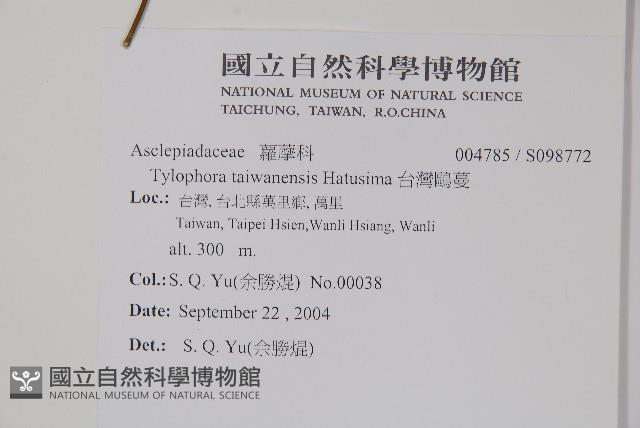 國立自然科學博物館
NATIONAL MUSEUM OF NATURAL SCIENCE
TAICHUNG, TAIWAN, R.O.CHINA
Asclepiadaceae 蘿藦科 004785 / S098772
Tylophora taiwanensis Hatusima 台灣鷗蔓
Loc.: 台灣, 台北縣萬里鄉, 萬里
Taiwan, Taipei Hsien,Wanli Hsiang, Wanli
alt. 300 m.
Col.: S. Q. Yu(余勝焜) No.00038
Date: September 22 , 2004
Det.: S. Q. Yu(余勝焜)
國立自然科學博物館
NATIONAL MUSEUM OF NATURAL SCIENCE